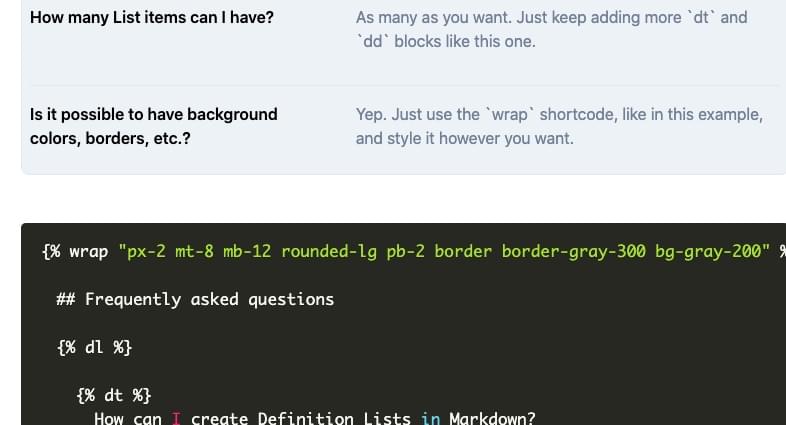 How many List items can I have?
As many as you want. Just keep adding more `dt` and
`dd` blocks like this one.
Is it possible to have background
colors, borders, etc.?
Yep. Just use the `wrap` shortcode, like in this example,
and style it however you want.
{% wrap "px-2 mt-8 mb-12 rounded-lg pb-2 border border-gray-300 bg-gray-200" %
## Frequently asked questions
{% dl %}
{% dt %}
How can I create Definition Lists in Markdown?